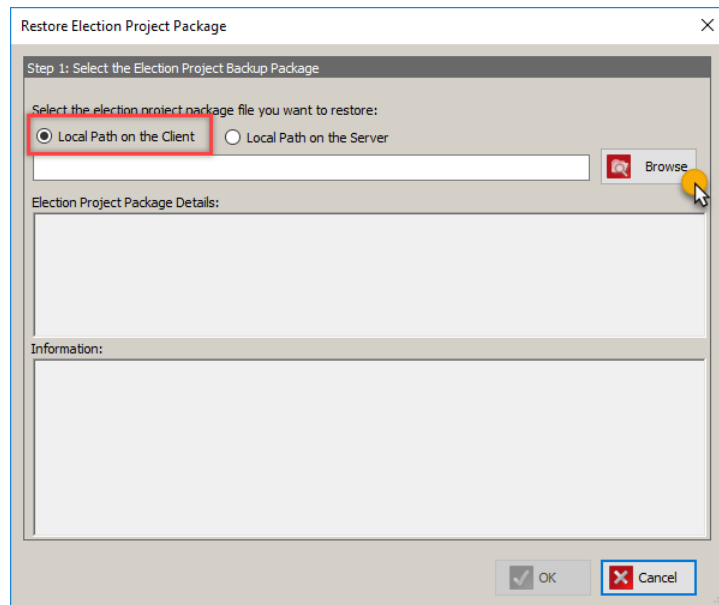 Restore Election Project Package
Step 1: Select the Election Project Backup Package
Select the election project package file you want to restore:
Local Path on the Client Local Path on the Server
Browse
Election Project Package Details:
Information:
OK Cancel